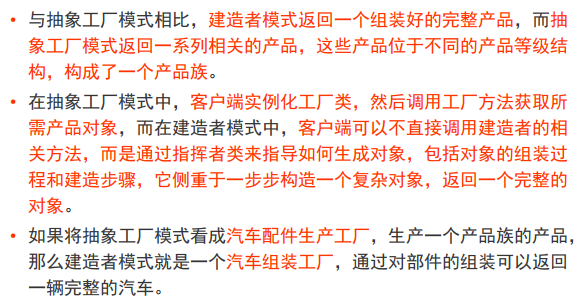 • 与抽象工厂模式相比，建造者模式返回一个组装好的完整产品，而抽
象工厂模式返回一系列相关的产品，这些产品位于不同的产品等级结
构，构成了一个产品族。
• 在抽象工厂模式中，客户端实例化工厂类，然后调用工厂方法获取所
需产品对象，而在建造者模式中，客户端可以不直接调用建造者的相
关方法，而是通过指挥者类来指导如何生成对象，包括对象的组装过
程和建造步骤，它侧重于一步步构造一个复杂对象，返回一个完整的
对象。
• 如果将抽象工厂模式看成汽车配件生产工厂，生产一个产品族的产品，
那么建造者模式就是一个汽车组装工厂，通过对部件的组装可以返回
一辆完整的汽车。